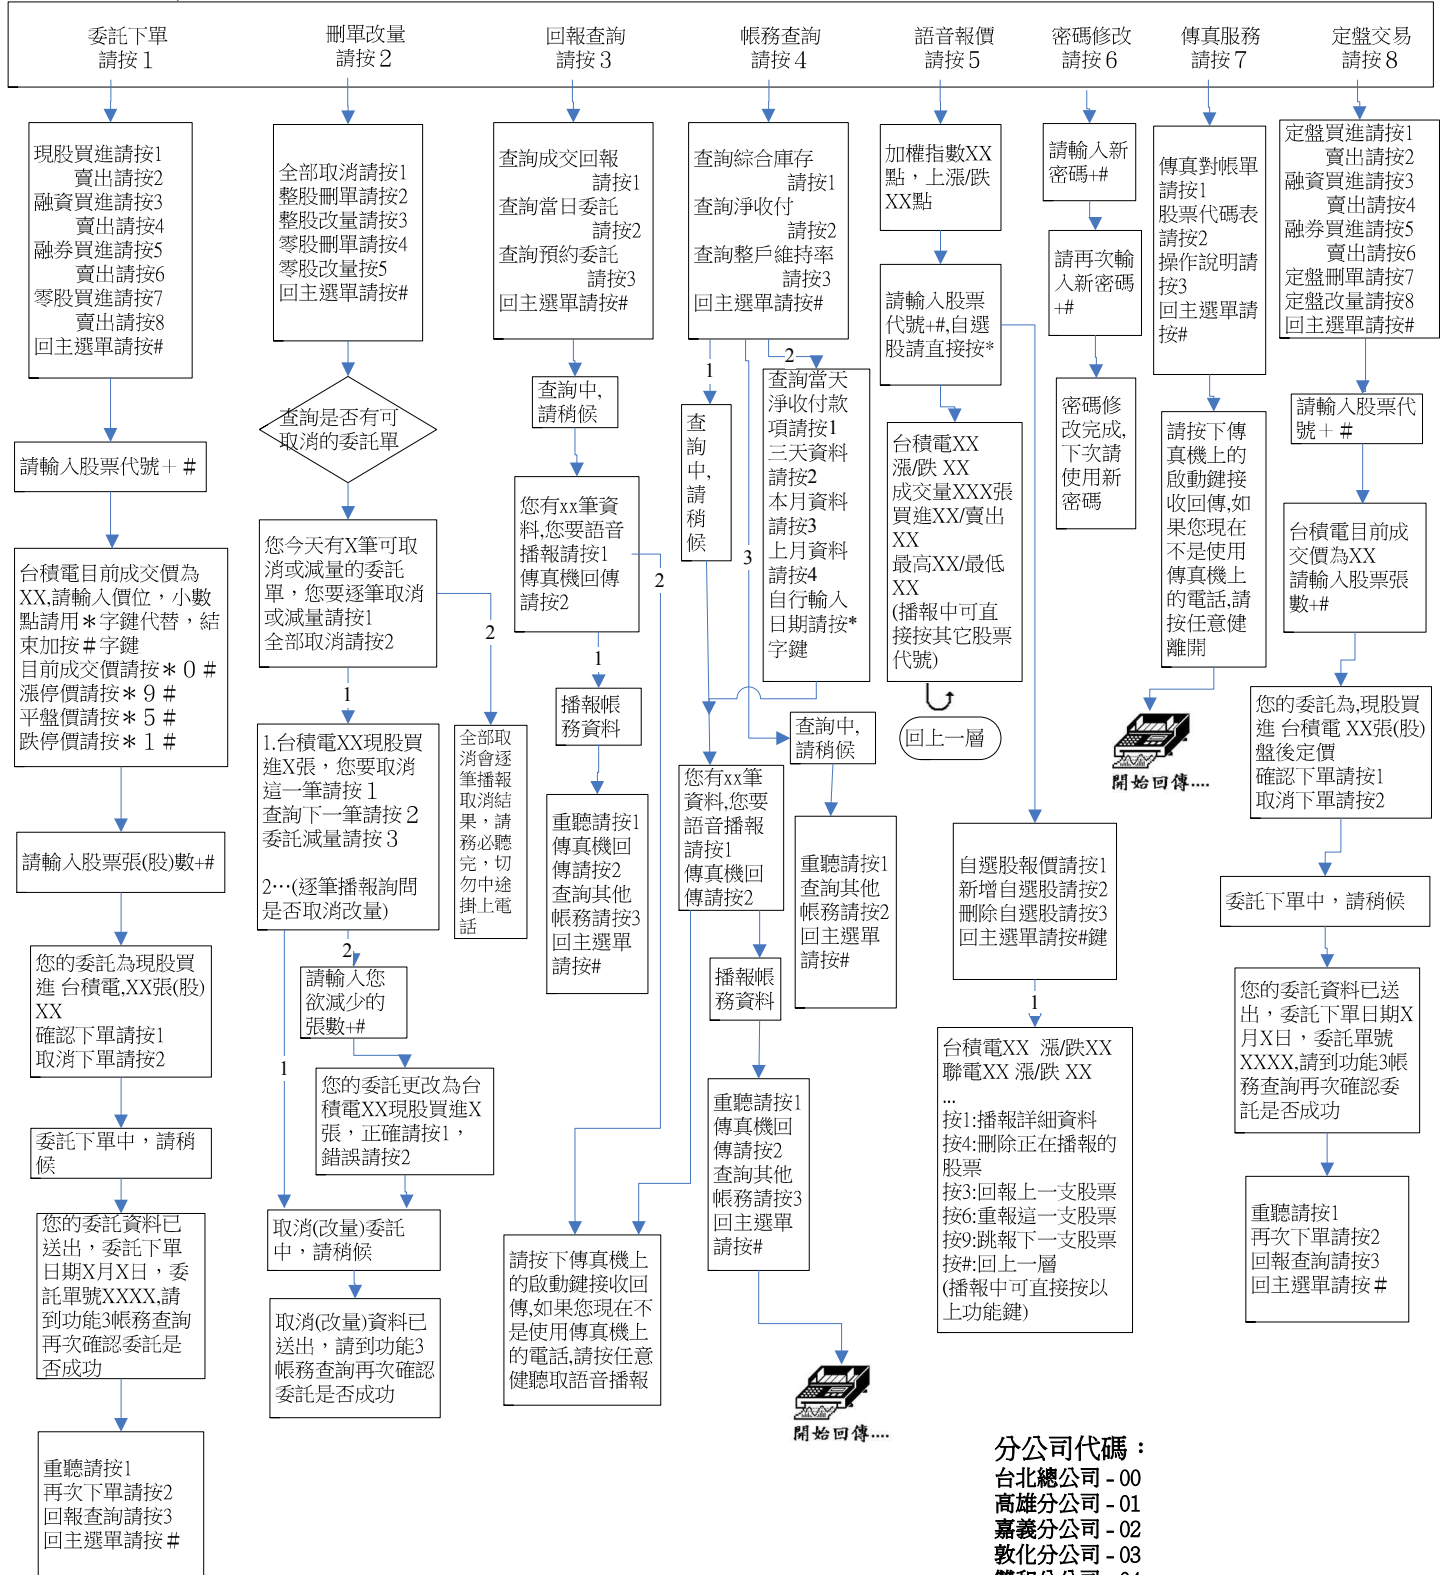 委託下單
請按１
刪單改量
請按２
回報查詢
請按３
帳務查詢
請按４
語音報價
請按５
密碼修改
請按６
傳真服務
請按７
定盤交易
請按８
現股買進請按1
賣出請按2
融資買進請按3
賣出請按4
融券買進請按5
賣出請按6
零股買進請按7
賣出請按8
回主選單請按#
請輸入股票代號＋＃
台積電目前成交價為
XX,請輸入價位，小數
點請用＊字鍵代替，結
束加按＃字鍵
目前成交價請按＊０＃
漲停價請按＊９＃
平盤價請按＊５＃
跌停價請按＊１＃
請輸入股票張(股)數+#
您的委託為現股買
進 台積電,XX張(股)
XX
確認下單請按1
取消下單請按2
委託下單中，請稍
候
您的委託資料已
送出，委託下單
日期X月X日，委
託單號XXXX,請
到功能3帳務查詢
再次確認委託是
否成功
重聽請按1
再次下單請按2
回報查詢請按3
回主選單請按＃
全部取消請按1
整股刪單請按2
整股改量請按3
零股刪單請按4
零股改量按5
回主選單請按#
查詢是否有可
取消的委託單
您今天有X筆可取
消或減量的委託
單，您要逐筆取消
或減量請按1
全部取消請按2
1
2
1.台積電XX現股買
進X張，您要取消
這一筆請按１
查詢下一筆請按２
委託減量請按３
2…(逐筆播報詢問
是否取消改量)
全部取
消會逐
筆播報
取消結
果，請
務必聽
完，切
勿中途
掛上電
話
1
2
請輸入您
欲減少的
張數+#
您的委託更改為台
積電XX現股買進X
張，正確請按1，
錯誤請按2
取消(改量)委託
中，請稍候
取消(改量)資料已
送出，請到功能3
帳務查詢再次確認
委託是否成功
查詢成交回報
請按1
查詢當日委託
請按2
查詢預約委託
請按3
回主選單請按#
查詢中,
請稍候
您有xx筆資
料,您要語音
播報請按1
傳真機回傳
請按2
1
2
播報帳
務資料
重聽請按1
傳真機回
傳請按2
查詢其他
帳務請按3
回主選單
請按#
請按下傳真機上
的啟動鍵接收回
傳,如果您現在不
是使用傳真機上
的電話,請按任意
健聽取語音播報
查詢綜合庫存
請按1
查詢淨收付
請按2
查詢整戶維持率
請按3
回主選單請按#
1
2
3
查
詢
中,
請
稍
候
查詢當天
淨收付款
項請按1
三天資料
請按2
本月資料
請按3
上月資料
請按4
自行輸入
日期請按*
字鍵
查詢中,
請稍候
您有xx筆
資料,您要
語音播報
請按1
傳真機回
傳請按2
重聽請按1
查詢其他
帳務請按2
回主選單
請按#
播報帳
務資料
重聽請按1
傳真機回
傳請按2
查詢其他
帳務請按3
回主選單
請按#
開始回傳....
加權指數XX
點，上漲/跌
XX點
請輸入股票
代號+#,自選
股請直接按*
台積電XX
漲/跌 XX
成交量XXX張
買進XX/賣出
XX
最高XX/最低
XX
(播報中可直
接按其它股票
代號)
回上一層
自選股報價請按1
新增自選股請按2
刪除自選股請按3
回主選單請按#鍵
1
台積電XX 漲/跌XX
聯電XX 漲/跌 XX
...
按1:播報詳細資料
按4:刪除正在播報的
股票
按3:回報上一支股票
按6:重報這一支股票
按9:跳報下一支股票
按#:回上一層
(播報中可直接按以
上功能鍵)
請輸入新
密碼+#
請再次輸
入新密碼
+#
密碼修
改完成,
下次請
使用新
密碼
傳真對帳單
請按1
股票代碼表
請按2
操作說明請
按3
回主選單請
按#
請按下傳
真機上的
啟動鍵接
收回傳,如
果您現在
不是使用
傳真機上
的電話,請
按任意健
離開
開始回傳....
定盤買進請按1
賣出請按2
融資買進請按3
賣出請按4
融券買進請按5
賣出請按6
定盤刪單請按7
定盤改量請按8
回主選單請按#
請輸入股票代
號＋＃
台積電目前成
交價為XX
請輸入股票張
數+#
您的委託為,現股買
進 台積電 XX張(股)
盤後定價
確認下單請按1
取消下單請按2
委託下單中，請稍候
您的委託資料已送
出，委託下單日期X
月X日，委託單號
XXXX,請到功能3帳
務查詢再次確認委
託是否成功
重聽請按1
再次下單請按2
回報查詢請按3
回主選單請按＃
分公司代碼：
台北總公司 - 00
高雄分公司 - 01
嘉義分公司 - 02
敦化分公司 - 03